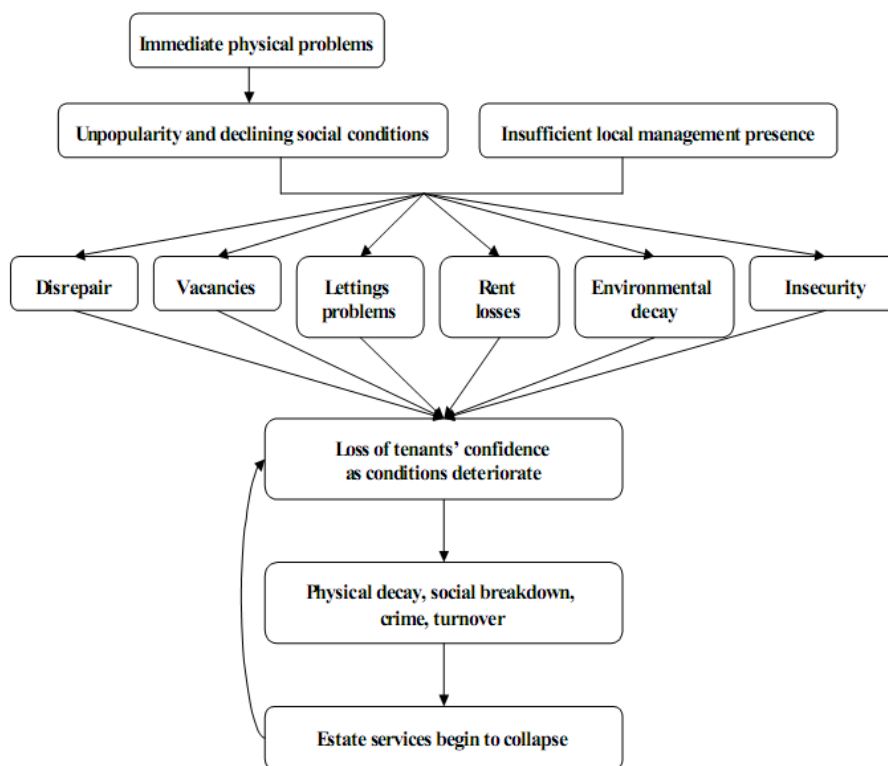 Immediate physical problems
Unpopularity and declining social conditions
Insufficient local management presence
Disrepair
Vacancies
Lettings
problems
Rent
losses
Environmental
decay
Insecurity
Loss of tenants’ confidence
as conditions deteriorate
Physical decay, social breakdown,
crime, turnover
Estate services begin to collapse